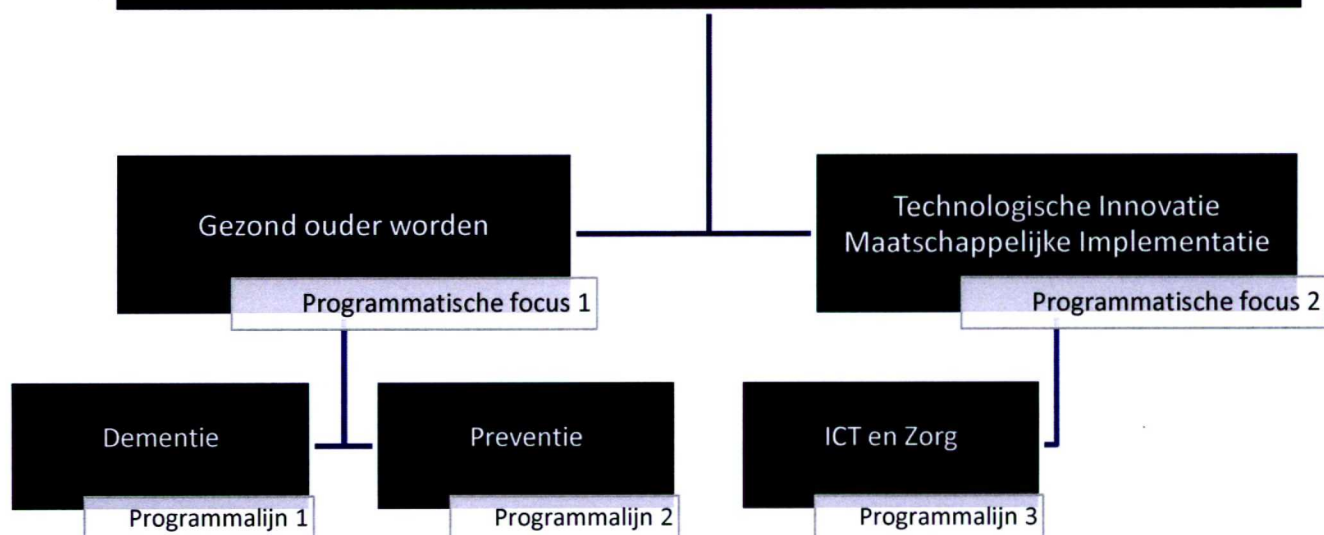 Gezond ouder worden
Programmatische focus 1
Technologische Innovatie
Maatschappelijke Implementatie
Programmatische focus 2
Dementie
Programmalijn 1
Preventie
Programmalijn 2
ICT en Zorg
Programmalijn 3